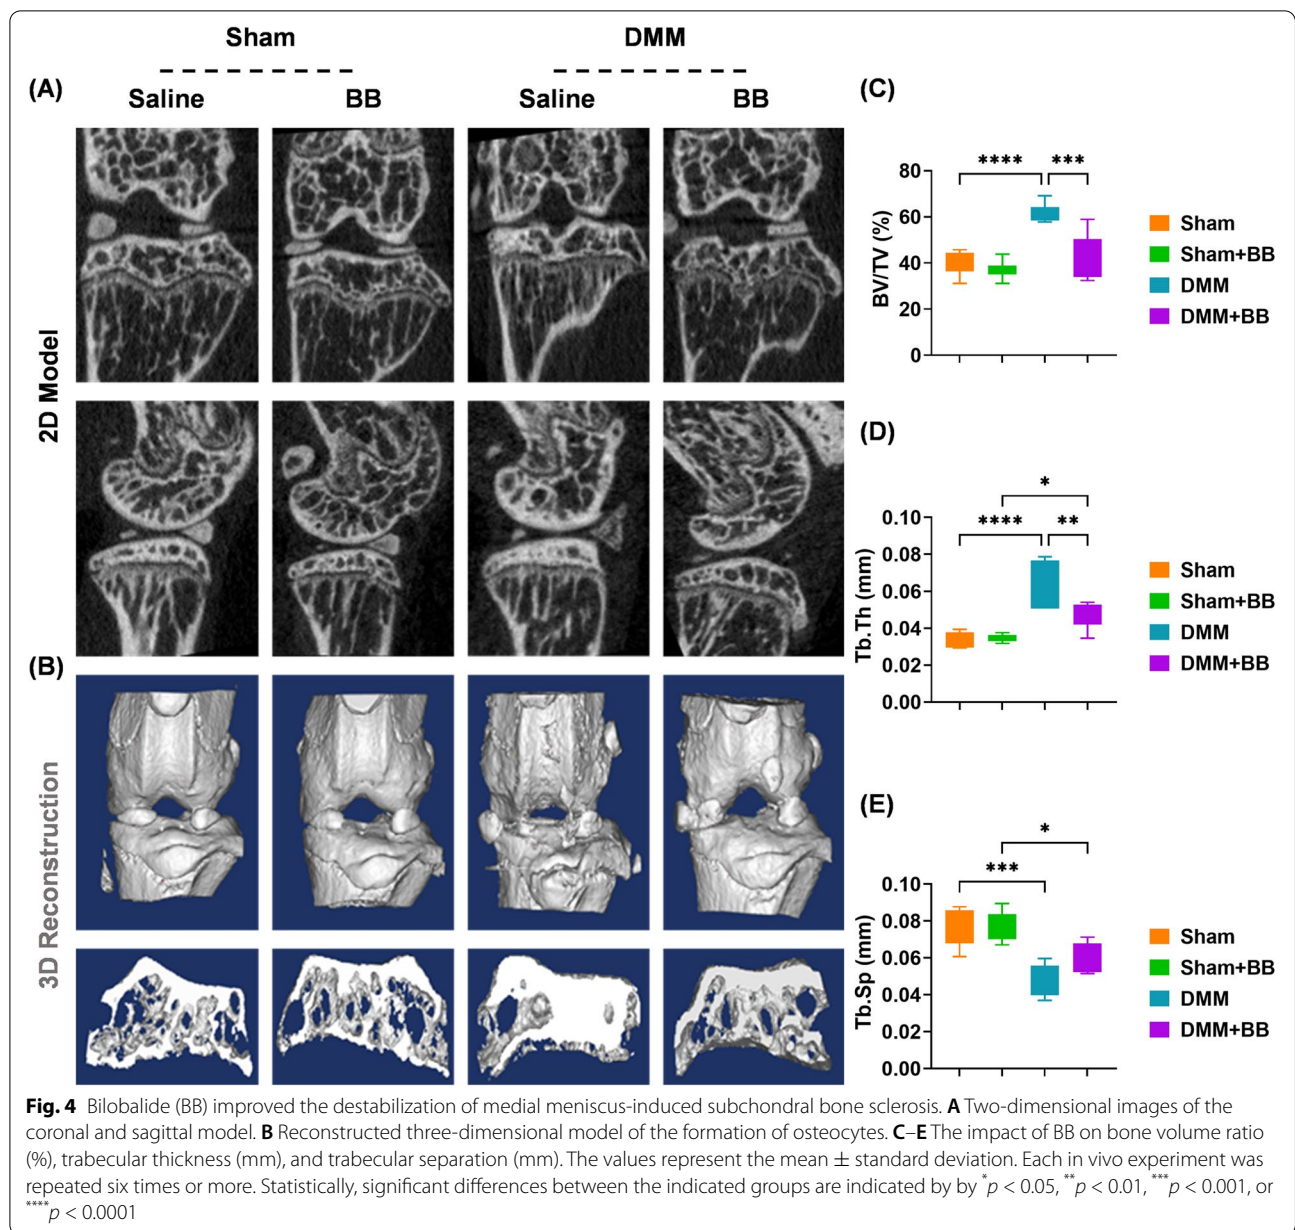 Sham DMM
(A) Saline BB Saline BB
2D Model
(B)
3D Reconstruction
(C)
**** ***
80
60
40
20
0
BV/TV (%)
Sham
Sham+BB
DMM
DMM+BB
(D)
*
**** **
0.10
0.08
0.06
0.04
0.02
0.00
Tb.Th (mm)
Sham
Sham+BB
DMM
DMM+BB
(E)
*
***
0.10
0.08
0.06
0.04
0.02
0.00
Tb.Sp (mm)
Sham
Sham+BB
DMM
DMM+BB
Fig. 4 Bilobalide (BB) improved the destabilization of medial meniscus-induced subchondral bone sclerosis. A Two-dimensional images of the
coronal and sagittal model. B Reconstructed three-dimensional model of the formation of osteocytes. C–E The impact of BB on bone volume ratio
(%), trabecular thickness (mm), and trabecular separation (mm). The values represent the mean ± standard deviation. Each in vivo experiment was
repeated six times or more. Statistically, significant differences between the indicated groups are indicated by by *p < 0.05, **p < 0.01, ***p < 0.001, or
****p < 0.0001